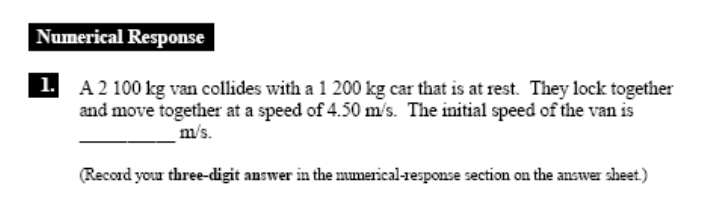 Numerical Response
1. A 2 100 kg van collides with a 1 200 kg car that is at rest. They lock together
and move together at a speed of 4.50 m/s. The initial speed of the van is
__________ m/s.
(Record your three-digit answer in the numerical-response section on the answer sheet.)